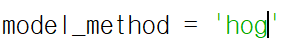 model_method = 'hog'